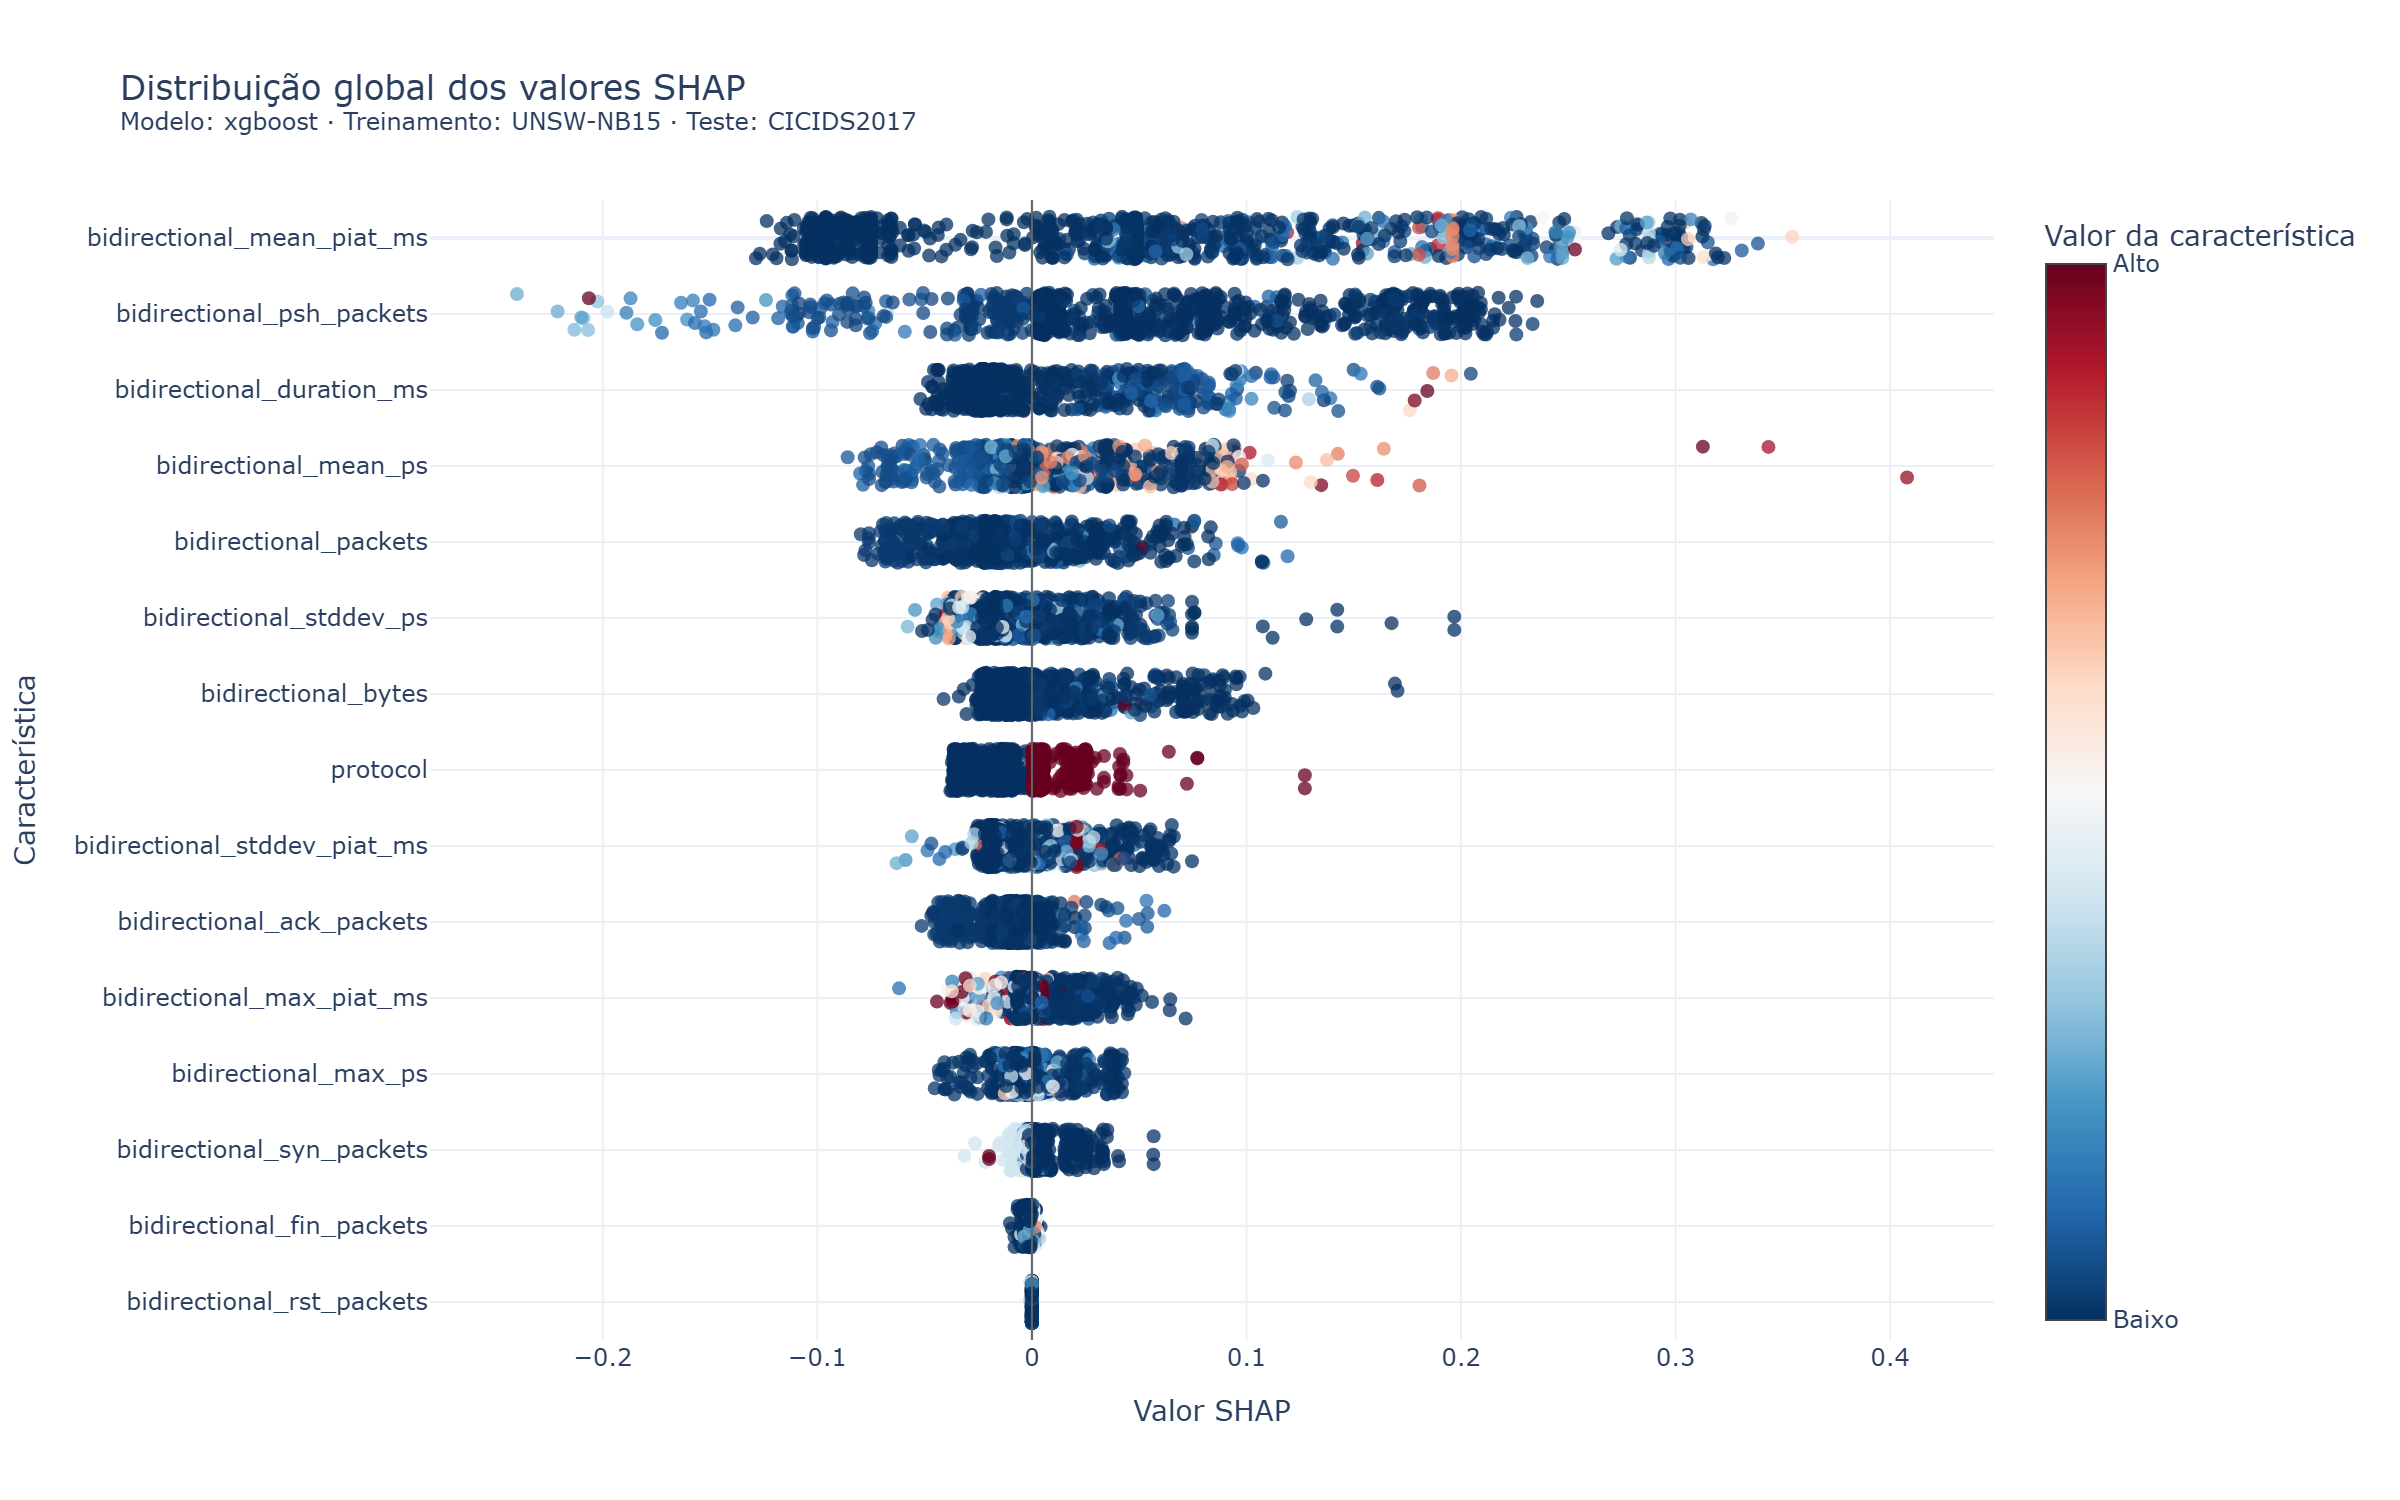 Distribuição global dos valores SHAP
Modelo: xgboost · Treinamento: UNSW-NB15 · Teste: CICIDS2017
Valor da característica
Alto
Baixo
Característica
bidirectional_mean_piat_ms
bidirectional_psh_packets
bidirectional_duration_ms
bidirectional_mean_ps
bidirectional_packets
bidirectional_stddev_ps
bidirectional_bytes
protocol
bidirectional_stddev_piat_ms
bidirectional_ack_packets
bidirectional_max_piat_ms
bidirectional_max_ps
bidirectional_syn_packets
bidirectional_fin_packets
bidirectional_rst_packets
−0.2
−0.1
0
0.1
0.2
0.3
0.4
Valor SHAP